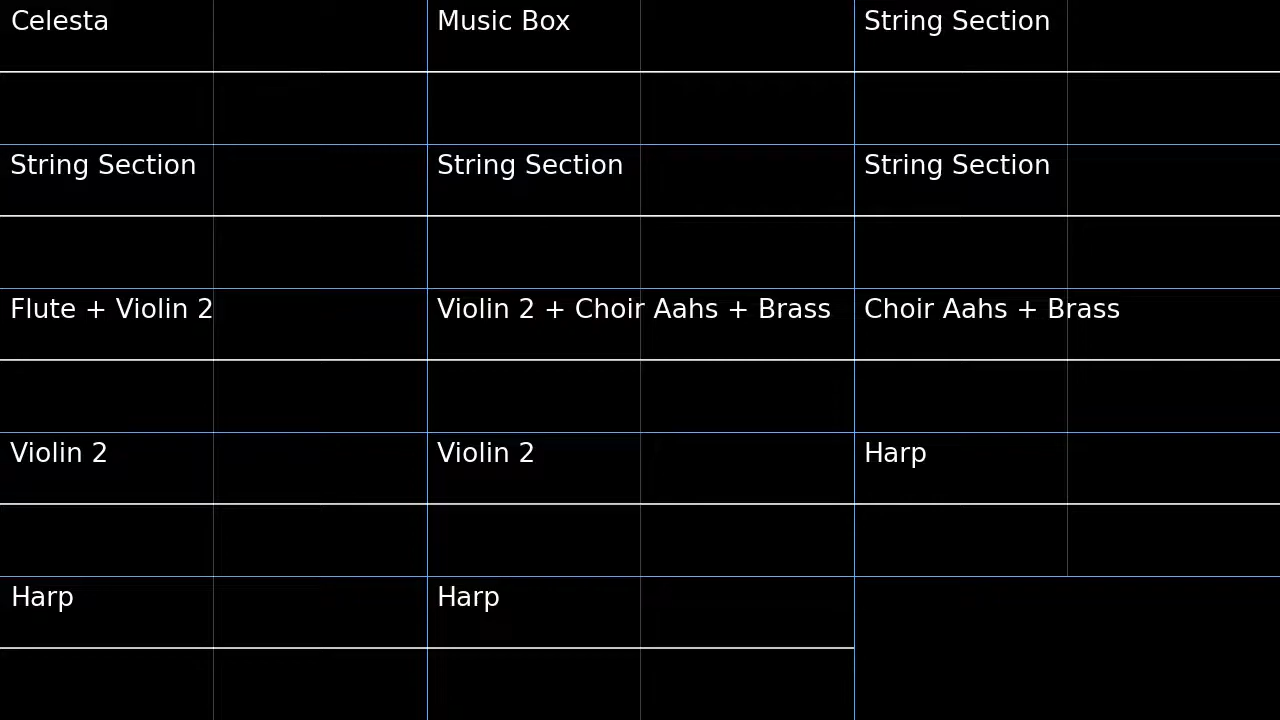 Celesta
Music Box
String Section
String Section
String Section
String Section
Flute + Violin 2
Violin 2 + Choir Aahs + Brass
Choir Aahs + Brass
Violin 2
Violin 2
Harp
Harp
Harp